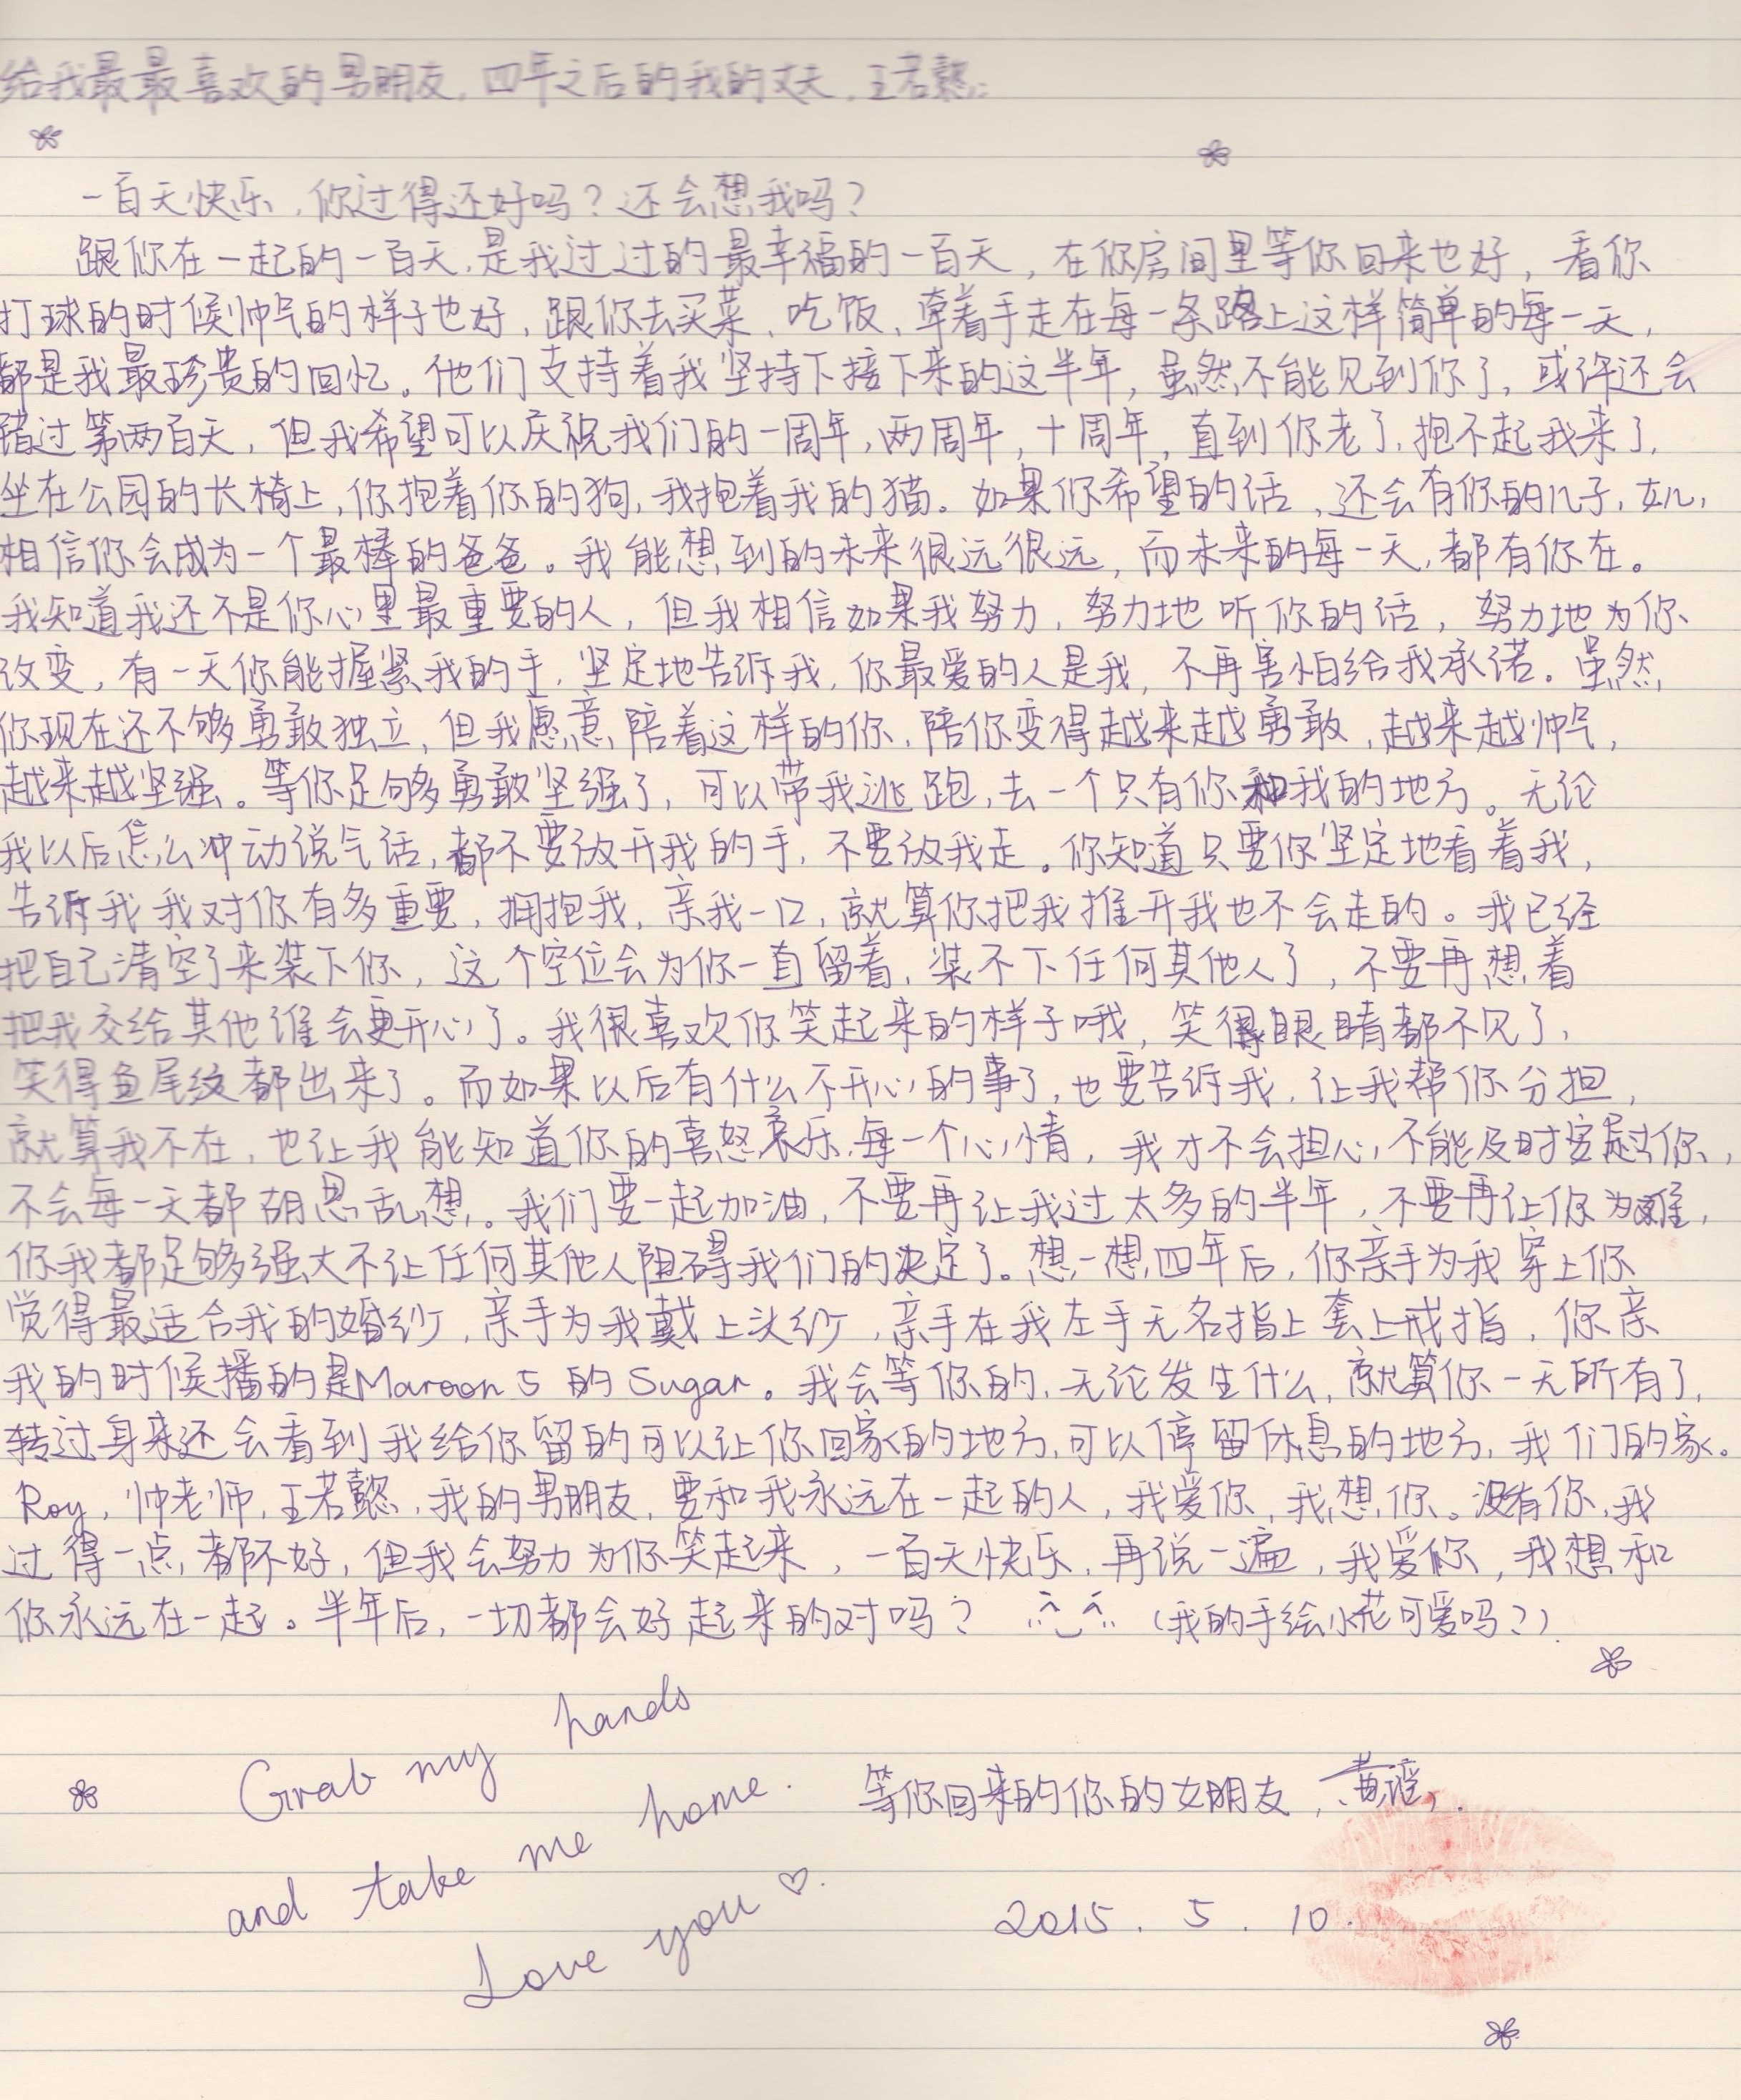 给我最最喜欢的男朋友，四年之后的我的丈夫，王若懿：
一百天快乐，你过得还好吗？还会想我吗？
跟你在一起的一百天，是我过过的最幸福的一百天，在你房间里等你回来也好，看你
打球的时候帅气的样子也好，跟你去买菜、吃饭、牵着手走在每一条路上这样简单的每一天，
都是我最珍贵的回忆。他们支持着我坚持下接下来的这半年，虽然不能见到你了，或许还会
错过第两百天，但我希望可以庆祝我们的一周年，两周年，十周年，直到你老了，抱不起我来了，
坐在公园的长椅上，你抱着你的狗，我抱着我的猫。如果你希望的话，还会有你的儿子，女儿，
相信你会成为一个最棒的爸爸。我能想到的未来很远很远，而未来的每一天，都有你在。
我知道我还不是你心里最重要的人，但我相信如果我努力，努力地听你的话，努力地为你
改变，有一天你能握紧我的手，坚定地告诉我，你最爱的人是我，不再害怕给我承诺。虽然
你现在还不够勇敢独立，但我愿意陪着这样的你，陪你变得越来越勇敢，越来越帅气，
越来越坚强。等你足够勇敢坚强了，可以带我逃跑，去一个只有你和我的地方。无论
我以后怎么冲动说气话，都不要放开我的手，不要放我走。你知道只要你坚定地看着我，
告诉我我对你有多重要，拥抱我，亲我一口，就算你把我推开我也不会走的。我已经
把自己清空了来装下你，这个空位会为你一直留着，装不下任何其他人了，不要再想着
把我交给其他谁会更开心了。我很喜欢你笑起来的样子哦，笑得眼睛都不见了，
笑得鱼尾纹都出来了。而如果以后有什么不开心的事了，也要告诉我，让我帮你分担，
就算我不在，也让我能知道你的喜怒哀乐，每一个心情，我才不会担心不能及时安慰你，
不会每一天都胡思乱想。我们要一起加油，不要再让我过太多的半年，不要再让你为难，
你我都足够强大不让任何其他人阻碍我们的决定了。想一想四年后，你亲手为我穿上你
觉得最适合我的婚纱，亲手为我戴上头纱，亲手在我左手无名指上套上戒指，你亲
我的时候播的是Maroon 5 的 Sugar。我会等你的，无论发生什么，就算你一无所有了，
转过身来还会看到我给你留的可以让你回家的地方，可以停留休息的地方，我们的家。
Roy，帅老师，王若懿，我的男朋友，要和我永远在一起的人，我爱你，我想你。没有你，我
过得一点都不好，但我会努力为你笑起来，一百天快乐，再说一遍，我爱你，我想和
你永远在一起。半年后，一切都会好起来的对吗？（我的手绘小花可爱吗？）
Grab my hands
and take me home.
Love you ♡.
等你回来的你的女朋友，黄瑶，
2015. 5. 10.